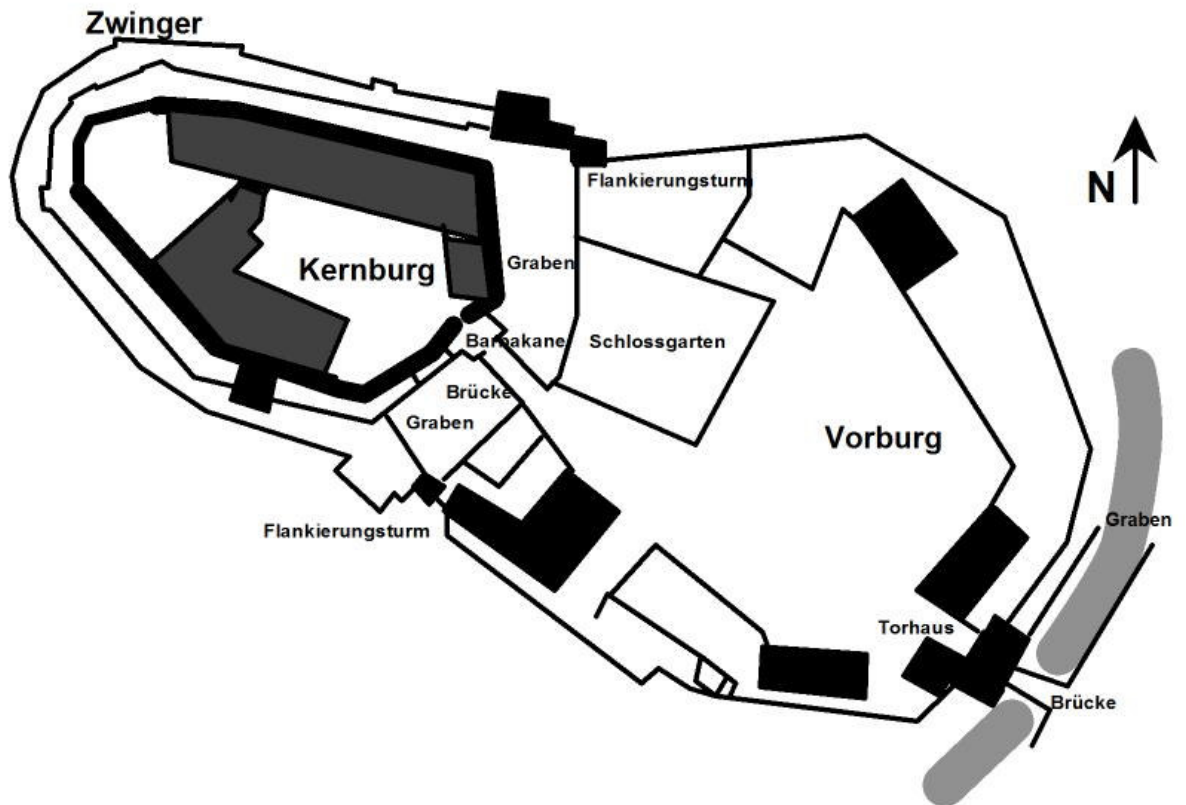 Zwinger
N
Flankierungsturm
Graben
Kernburg
Barbakane
Schlossgarten
Brücke
Graben
Vorburg
Flankierungsturm
Graben
Torhaus
Brücke